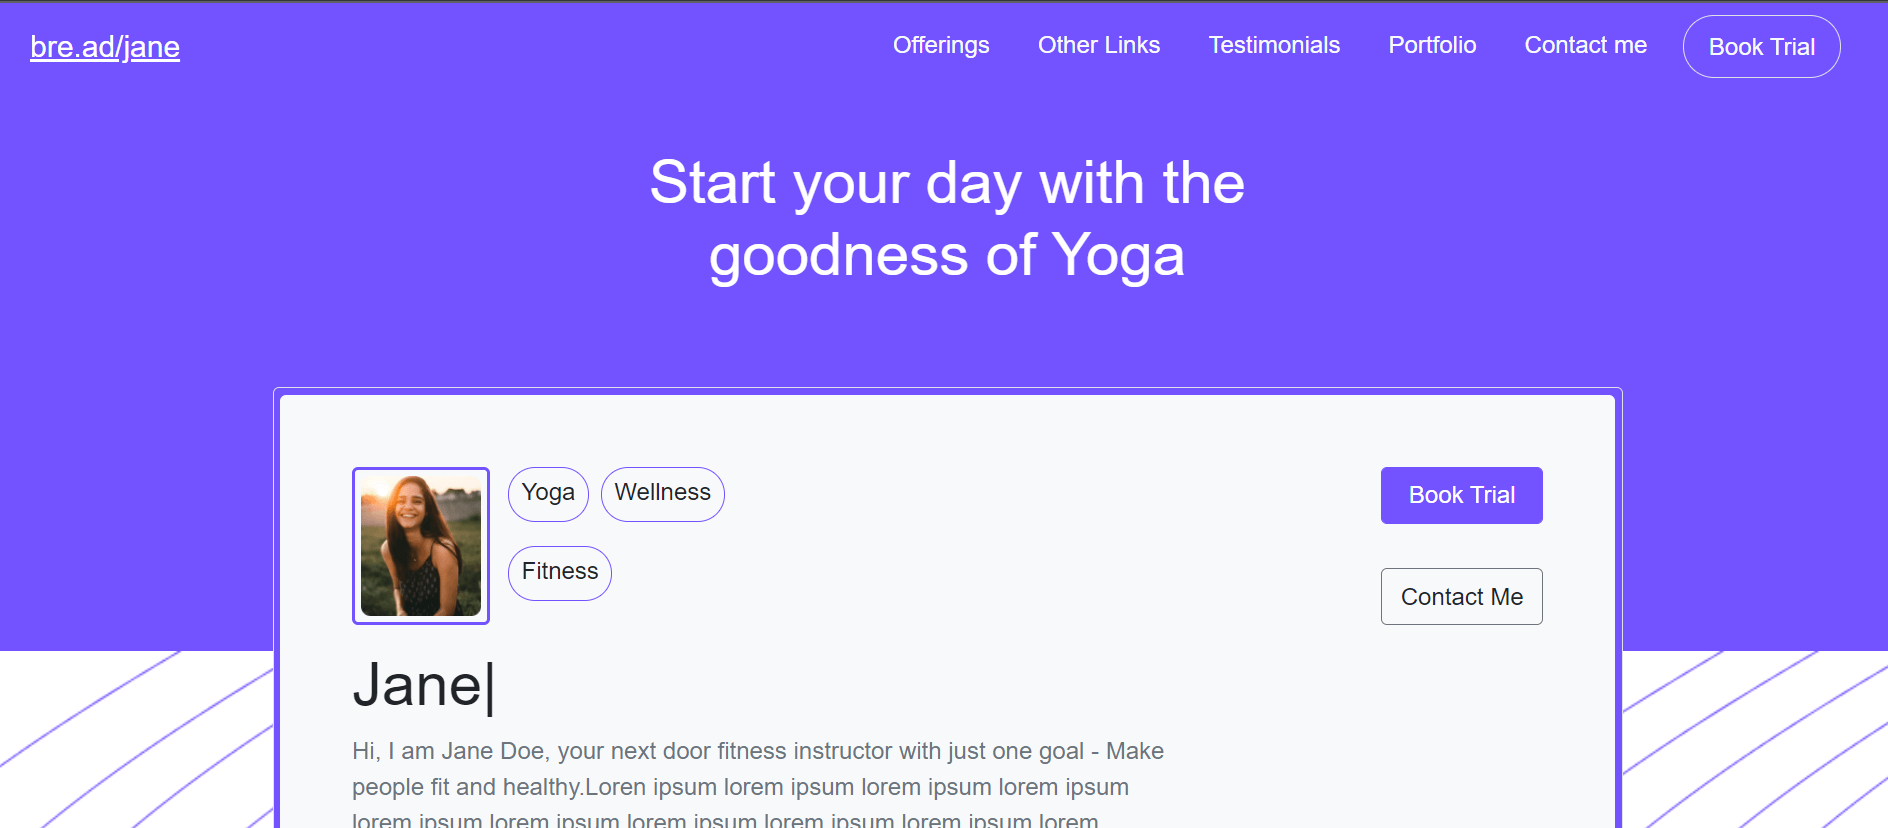 bre.ad/jane
Offerings Other Links Testimonials Portfolio Contact me Book Trial
Start your day with the
goodness of Yoga
Yoga Wellness
Fitness
Book Trial
Contact Me
Jane|
Hi, I am Jane Doe, your next door fitness instructor with just one goal - Make
people fit and healthy.Loren ipsum lorem ipsum lorem ipsum lorem ipsum
lorem ipsum lorem ipsum lorem ipsum lorem ipsum lorem ipsum lorem